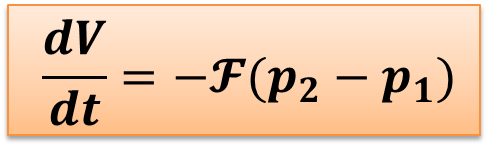 dV/dt = −ℱ(p₂ − p₁)